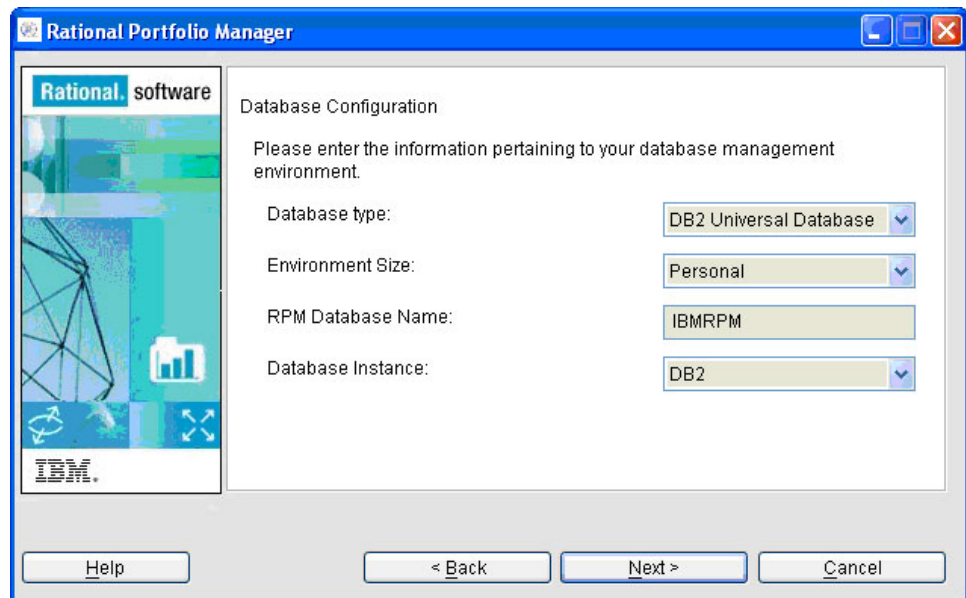 Rational Portfolio Manager
Rational. software
IBM.
Database Configuration
Please enter the information pertaining to your database management
environment.
Database type:
DB2 Universal Database
Environment Size:
Personal
RPM Database Name:
IBMRPM
Database Instance:
DB2
Help
< Back
Next >
Cancel